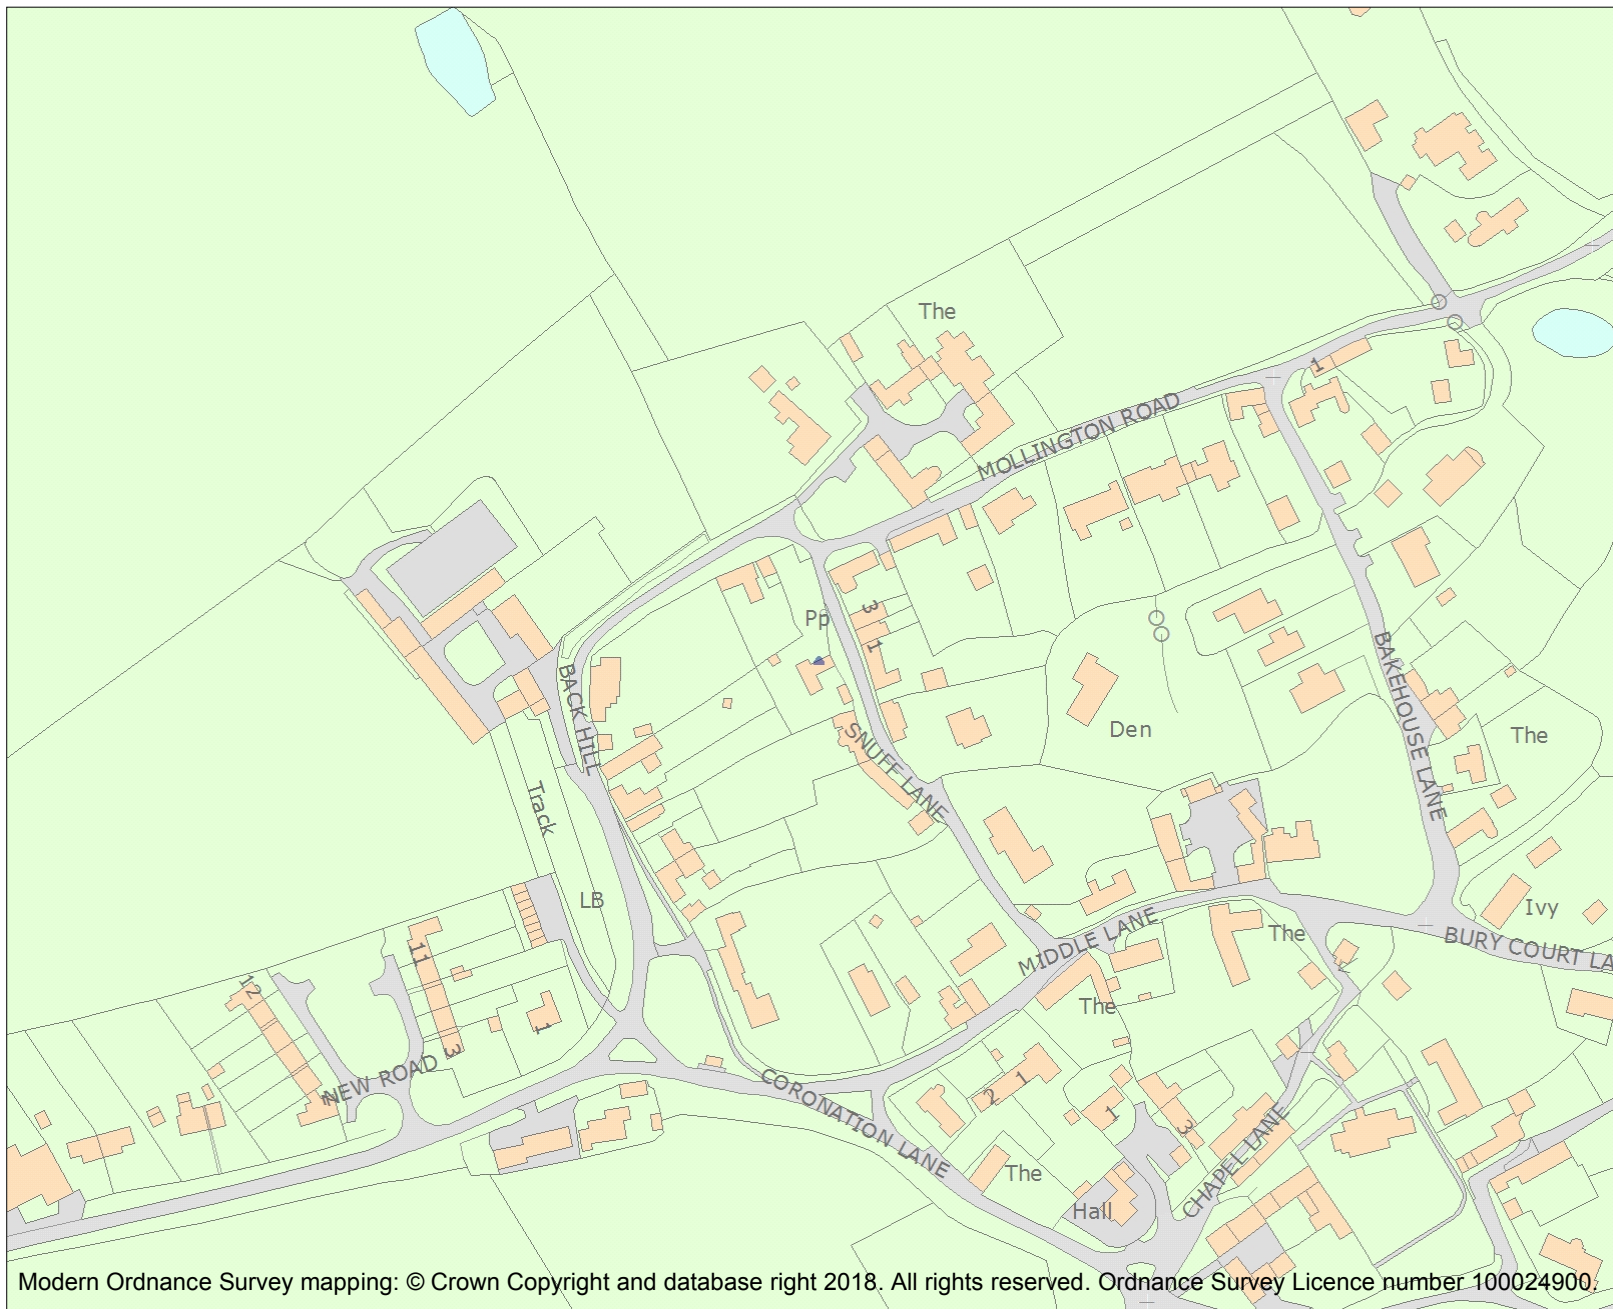 The
1
MOLLINGTON ROAD
3
Pp
1
BACK HILL
BAKEHOUSE LANE
SNUFF LANE
Den
The
Track
LB
11
12
MIDDLE LANE
The
Ivy
BURY COURT LA
The
1
3
NEW ROAD
CORONATION LANE
1
2
1
3
CHAPEL LANE
The
Hall
Modern Ordnance Survey mapping: © Crown Copyright and database right 2018. All rights reserved. Ordnance Survey Licence number 100024900.